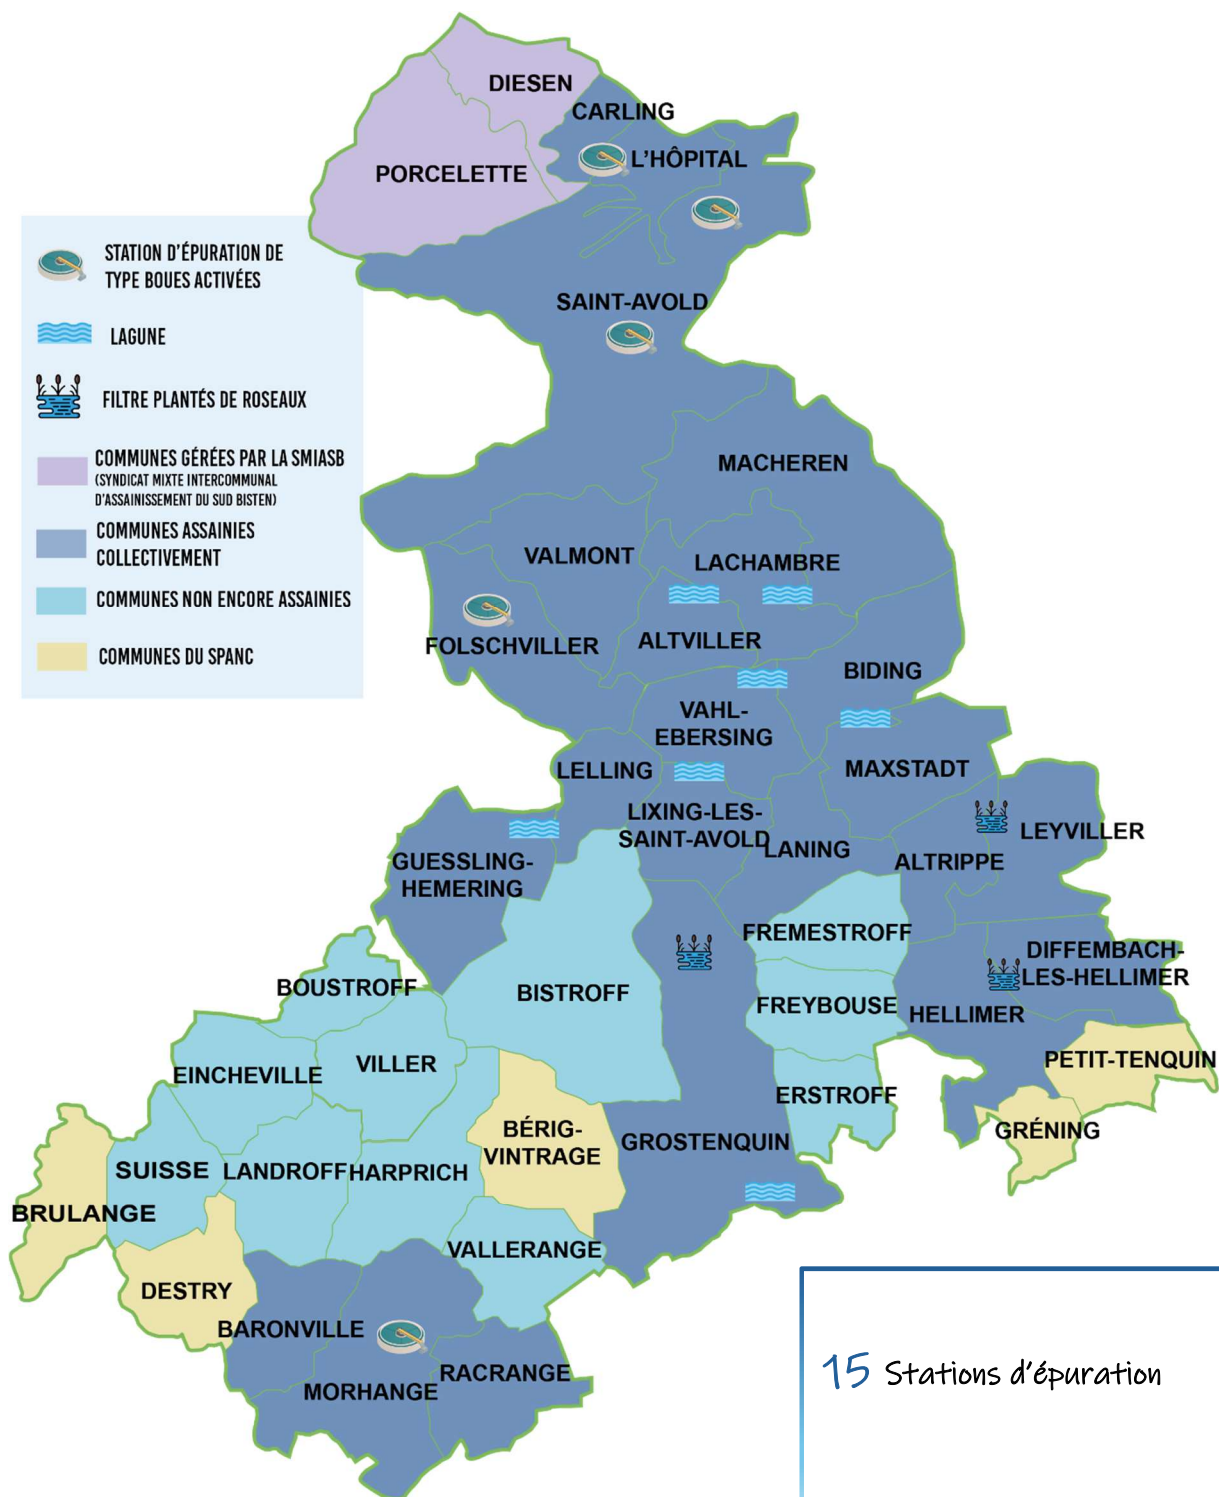 DIESEN
CARLING
L'HÔPITAL
PORCELETTE
STATION D'ÉPURATION DE
TYPE BOUES ACTIVÉES
LAGUNE
FILTRE PLANTÉS DE ROSEAUX
COMMUNES GÉRÉES PAR LA SMIASB
(SYNDICAT MIXTE INTERCOMMUNAL
D'ASSAINISSEMENT DU SUD BISTEN)
COMMUNES ASSAINIES
COLLECTIVEMENT
COMMUNES NON ENCORE ASSAINIES
COMMUNES DU SPANC
SAINT-AVOLD
MACHEREN
VALMONT
LACHAMBRE
FOLSCHVILLER
ALTVILLER
BIDING
VAHL-
EBERSING
LELLING
MAXSTADT
LIXING-LES-
SAINT-AVOLD
LANING
LEYVILLER
ALTRIPPE
GUESSLING-
HEMERING
FREMESTROFF
DIFFEMBACH-
LES-HELLIMER
BOUSTROFF
BISTROFF
FREYBOUSE
HELLIMER
EINCHEVILLE
VILLER
PETIT-TENQUIN
ERSTROFF
GRÉNING
BÉRIG-
VINTRAGE
GROSTENQUIN
SUISSE
LANDROFF
HARPRICH
BRULANGE
VALLERANGE
DESTRY
BARONVILLE
MORHANGE
RACRANGE
15 Stations d'épuration